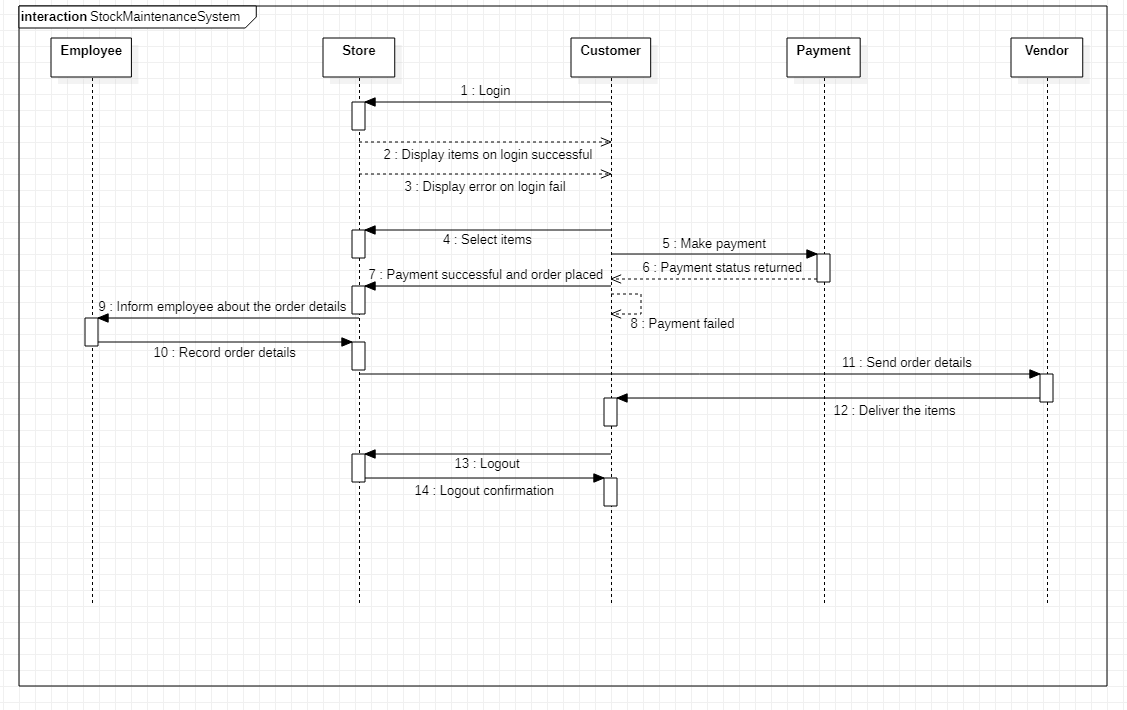 interaction StockMaintenanceSystem
Employee
Store
Customer
Payment
Vendor
1 : Login
2 : Display items on login successful
3 : Display error on login fail
4 : Select items
5 : Make payment
6 : Payment status returned
7 : Payment successful and order placed
8 : Payment failed
9 : Inform employee about the order details
10 : Record order details
11 : Send order details
12 : Deliver the items
13 : Logout
14 : Logout confirmation